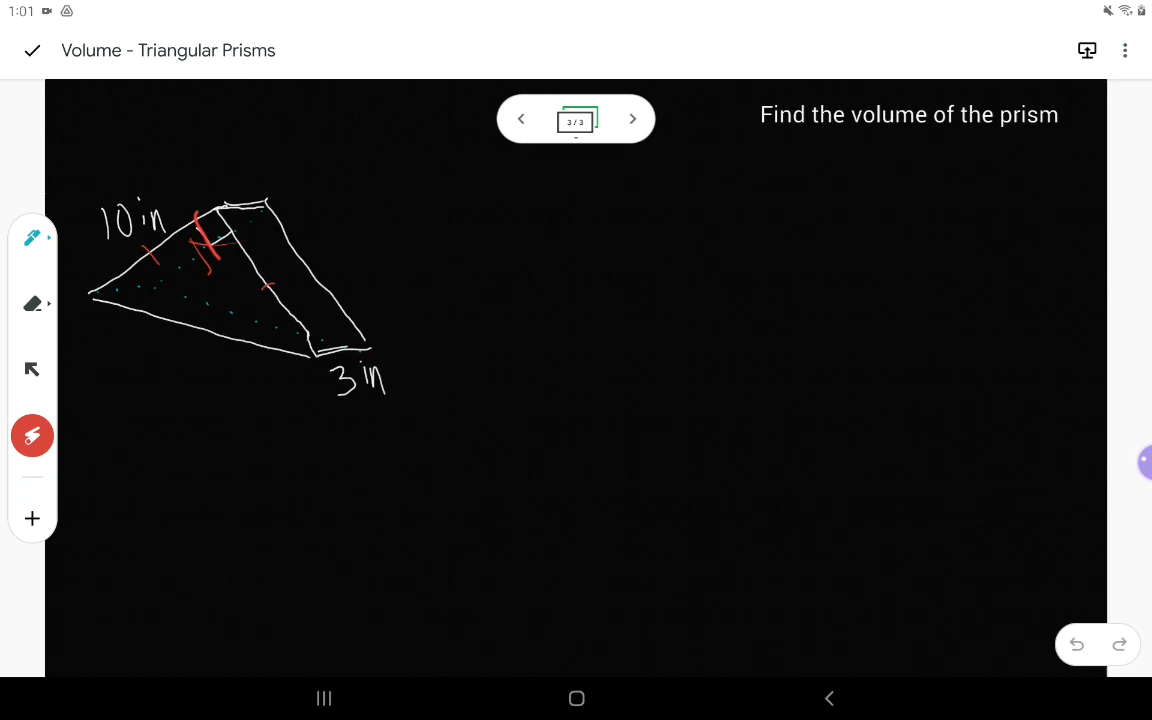 1:01
Volume - Triangular Prisms
3 / 3
Find the volume of the prism
10 in
3 in